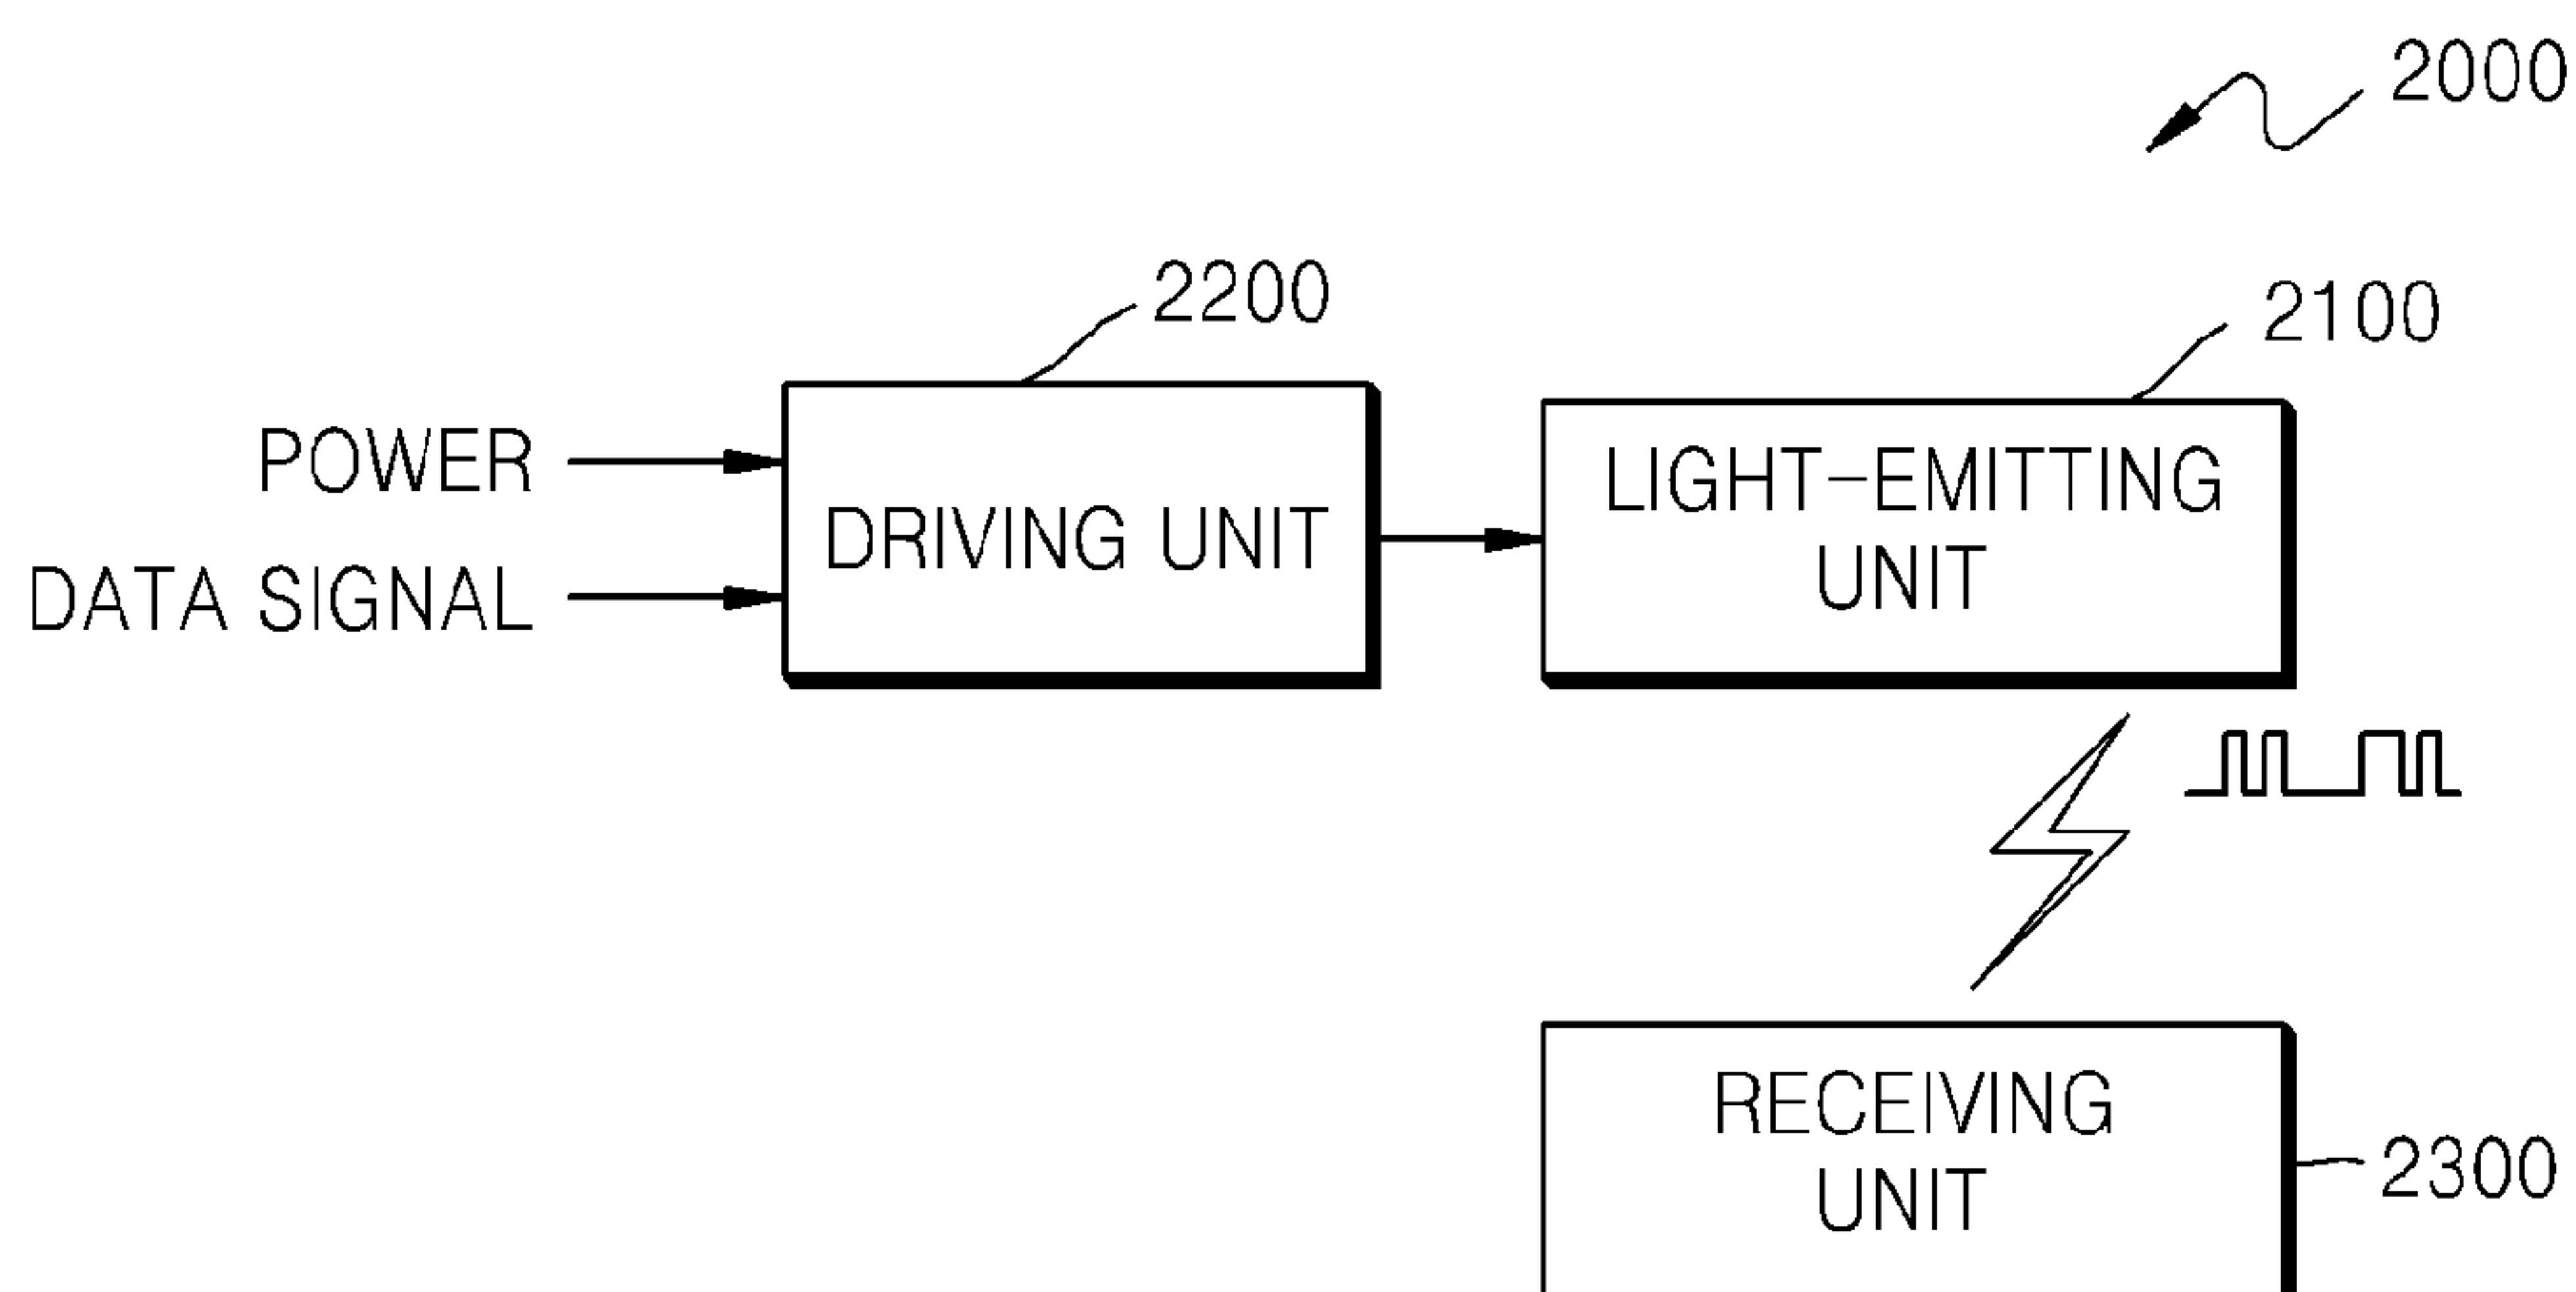 2000
2200
2100
POWER
DATA SIGNAL
DRIVING UNIT
LIGHT-EMITTING
UNIT
RECEIVING
UNIT
2300